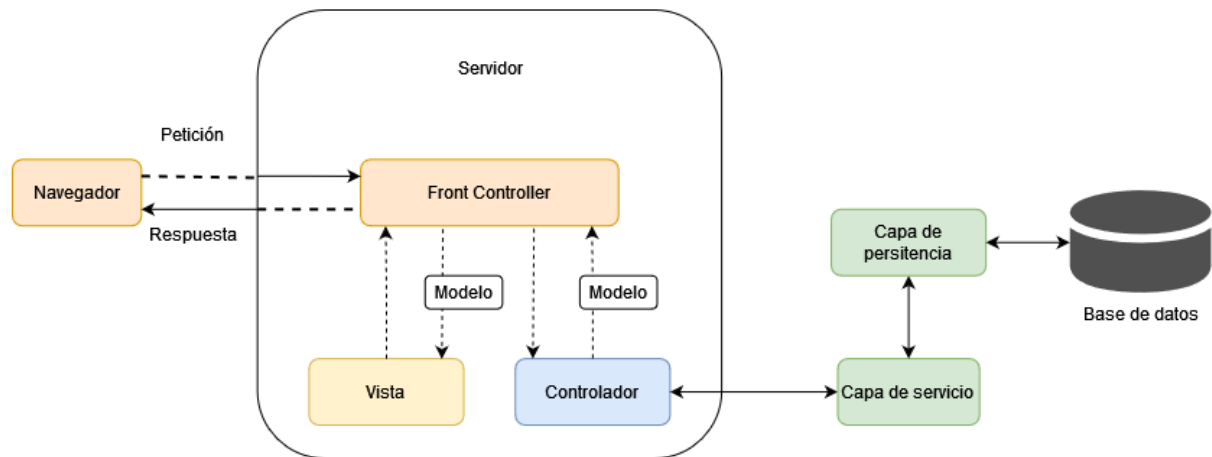 Servidor
Petición
Navegador
Front Controller
Respuesta
Capa de
persitencia
Modelo
Modelo
Base de datos
Vista
Controlador
Capa de servicio